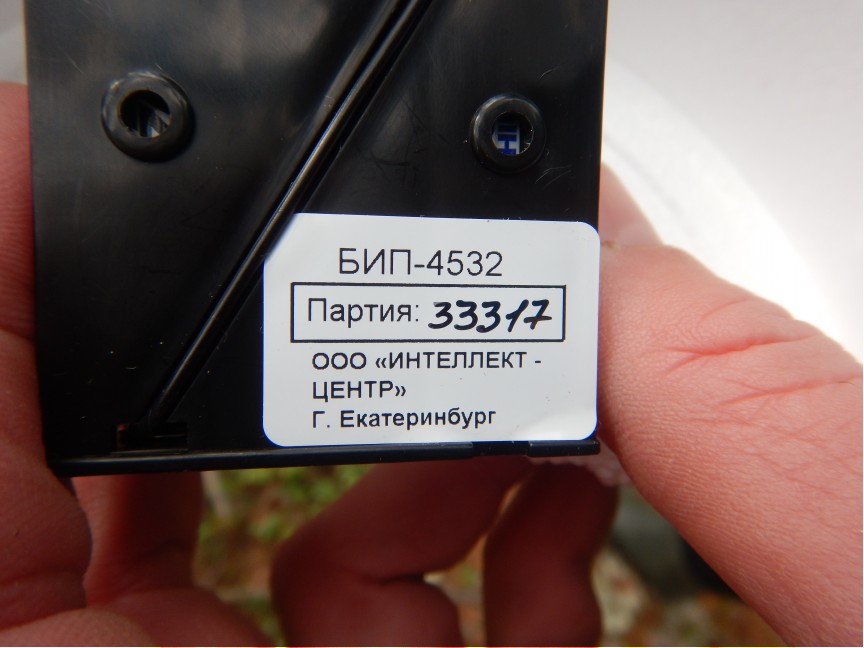 БИП-4532
Партия: 33317
ООО «ИНТЕЛЛЕКТ -
ЦЕНТР»
Г. Екатеринбург